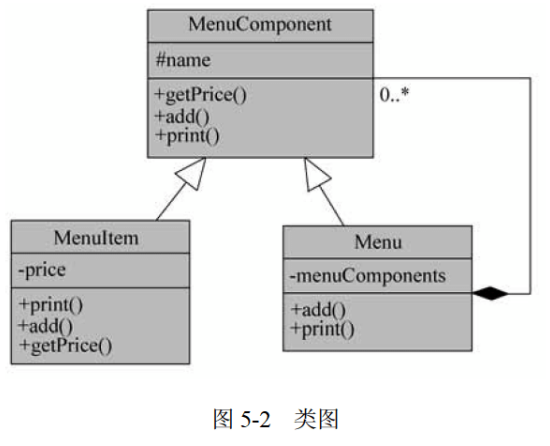 MenuComponent
#name
+getPrice()
+add()
+print()
0..*
MenuItem
-price
+print()
+add()
+getPrice()
Menu
-menuComponents
+add()
+print()
图 5-2 类图